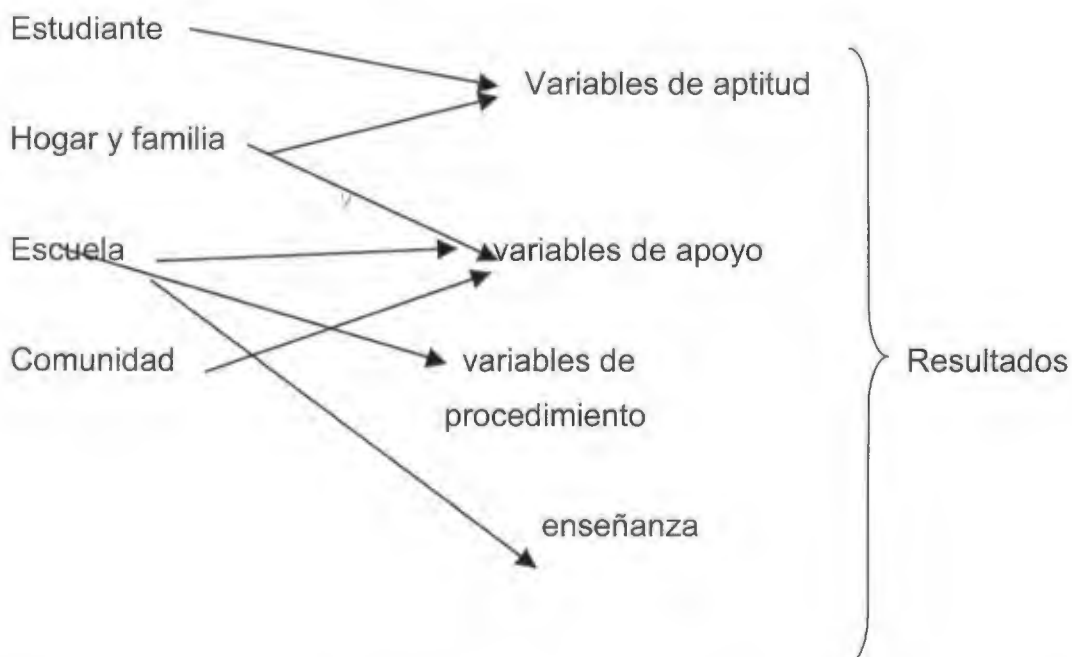 Estudiante
Variables de aptitud
Hogar y familia
Escuela
variables de apoyo
Comunidad
variables de
procedimiento
Resultados
enseñanza